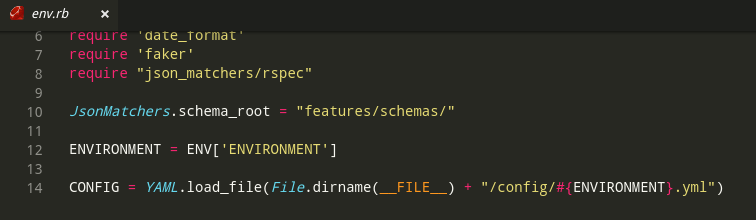 env.rb ×
6 require 'date_format'
7 require 'faker'
8 require "json_matchers/rspec"
9
10 JsonMatchers.schema_root = "features/schemas/"
11
12 ENVIRONMENT = ENV['ENVIRONMENT']
13
14 CONFIG = YAML.load_file(File.dirname(__FILE__) + "/config/#{ENVIRONMENT}.yml")